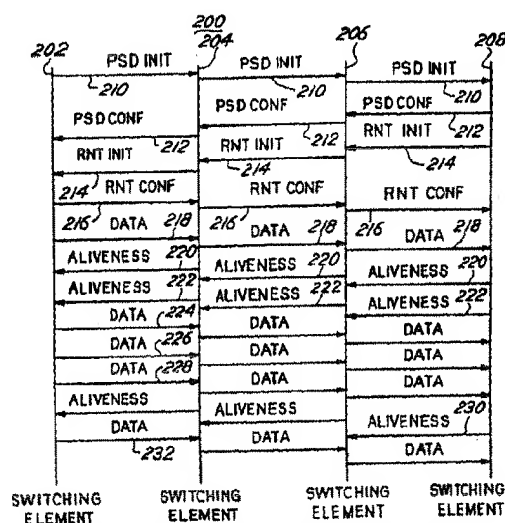 200
202 204 206 208
PSD INIT PSD INIT PSD INIT
210 210 210
PSD CONF PSD CONF PSD CONF
212 212 212
RNT INIT RNT INIT RNT INIT
214 214 214
RNT CONF RNT CONF RNT CONF
216 216 216
DATA 218 DATA 218 DATA 218
ALIVENESS 220 ALIVENESS 220 ALIVENESS 220
ALIVENESS 222 ALIVENESS 222 ALIVENESS 222
DATA 224 DATA DATA
DATA 226 DATA DATA
DATA 228 DATA DATA
ALIVENESS ALIVENESS ALIVENESS 230
DATA DATA DATA
232
SWITCHING SWITCHING SWITCHING SWITCHING
ELEMENT ELEMENT ELEMENT ELEMENT